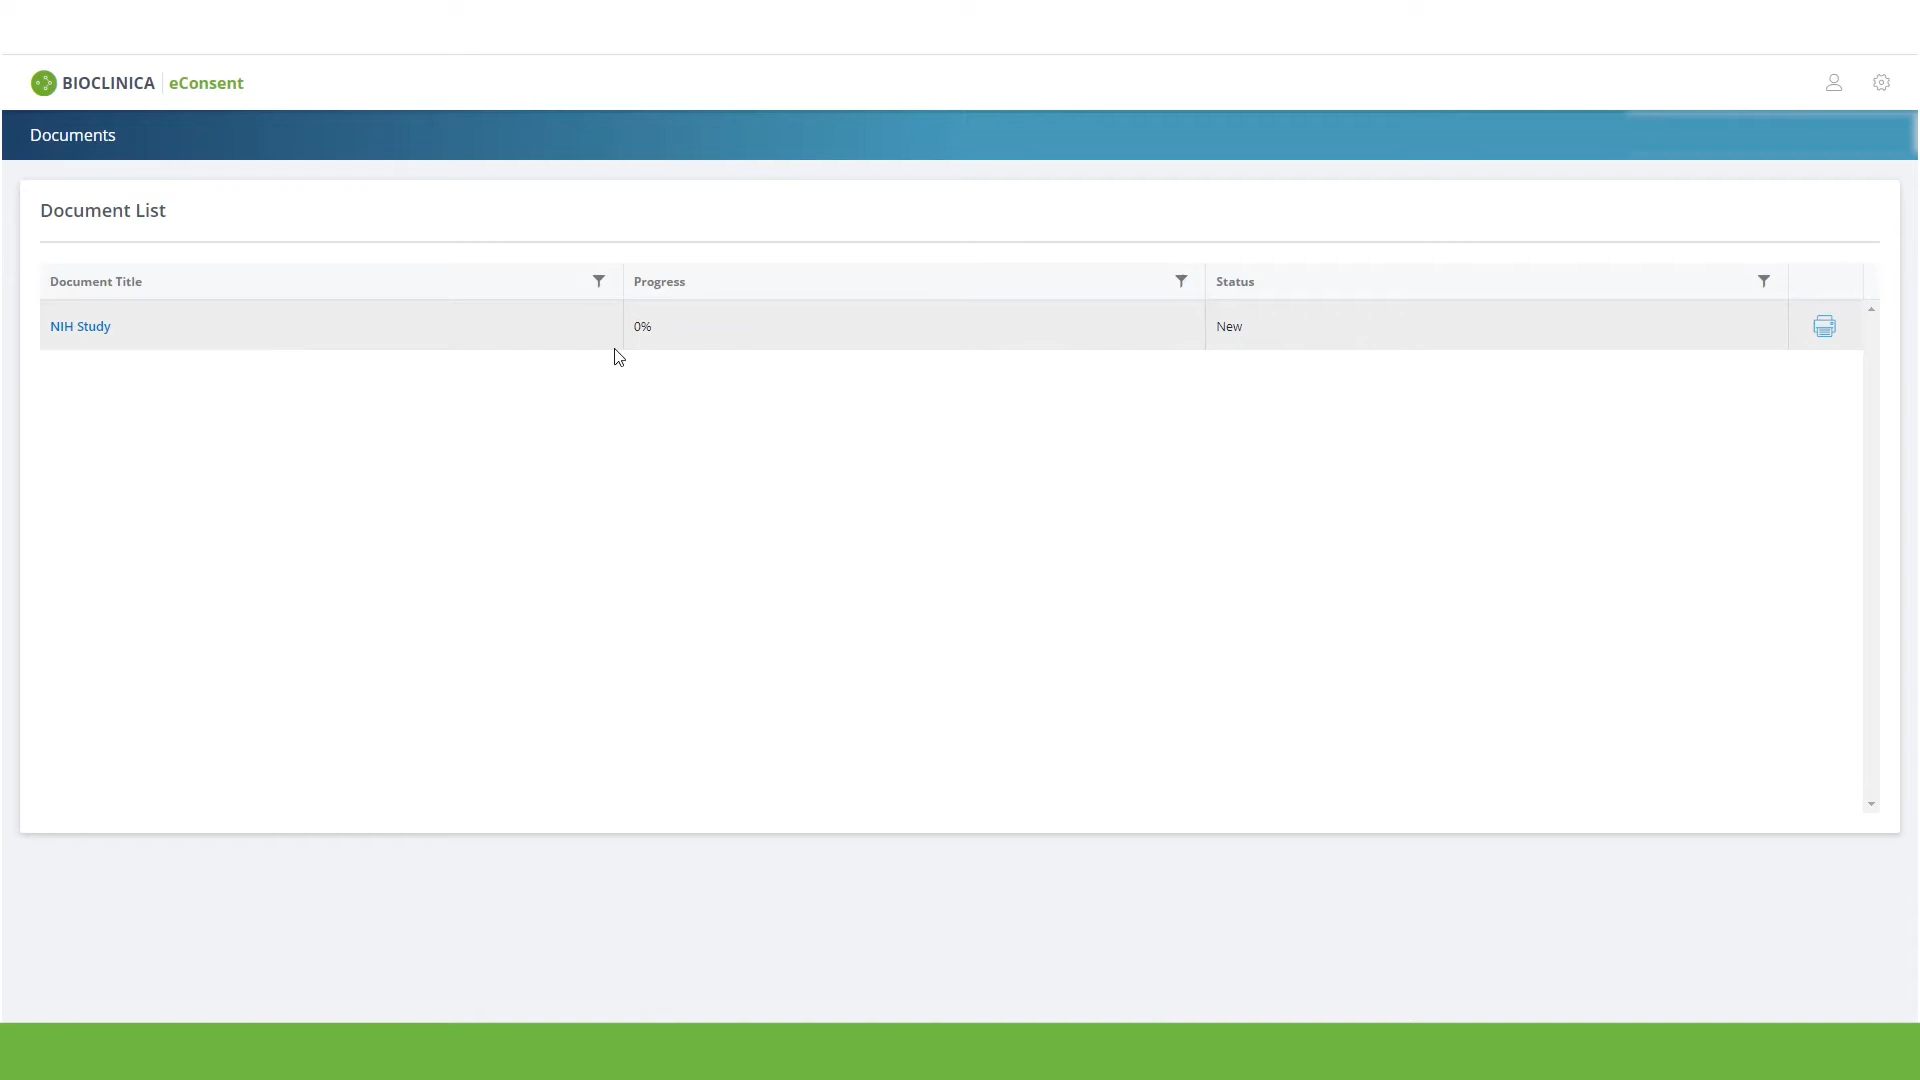 BIOCLINICA eConsent
Documents
Document List
Document Title Progress Status
NIH Study 0% New